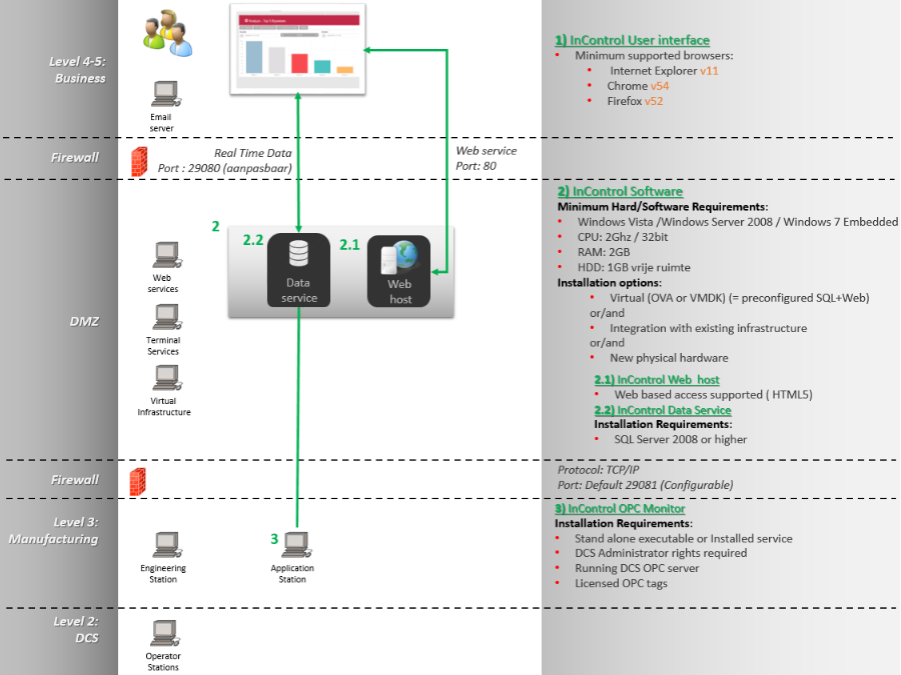 Level 4-5:
Business
Email
server
1) InControl User interface
• Minimum supported browsers:
• Internet Explorer v11
• Chrome v54
• Firefox v52
Firewall
Real Time Data
Port : 29080 (aanpasbaar)
Web service
Port: 80
DMZ
2
2.2
Data
service
2.1
Web
host
Web
services
Terminal
Services
Virtual
Infrastructure
2) InControl Software
Minimum Hard/Software Requirements:
• Windows Vista /Windows Server 2008 / Windows 7 Embedded
• CPU: 2Ghz / 32bit
• RAM: 2GB
• HDD: 1GB vrije ruimte
Installation options:
• Virtual (OVA or VMDK) (= preconfigured SQL+Web)
or/and
• Integration with existing infrastructure
or/and
• New physical hardware
2.1) InControl Web host
• Web based access supported ( HTML5)
2.2) InControl Data Service
Installation Requirements:
• SQL Server 2008 or higher
Firewall
Protocol: TCP/IP
Port: Default 29081 (Configurable)
Level 3:
Manufacturing
Engineering
Station
3
Application
Station
3) InControl OPC Monitor
Installation Requirements:
• Stand alone executable or Installed service
• DCS Administrator rights required
• Running DCS OPC server
• Licensed OPC tags
Level 2:
DCS
Operator
Stations